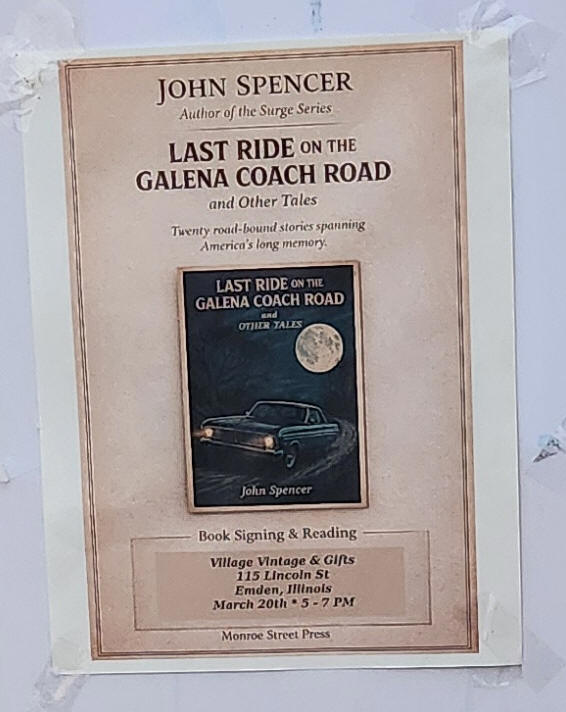 JOHN SPENCER
Author of the Surge Series
LAST RIDE ON THE
GALENA COACH ROAD
and Other Tales
Twenty road-bound stories spanning
America's long memory.
LAST RIDE ON THE
GALENA COACH ROAD
and
OTHER TALES
John Spencer
Book Signing & Reading
Village Vintage & Gifts
115 Lincoln St
Emden, Illinois
March 20th * 5 - 7 PM
Monroe Street Press